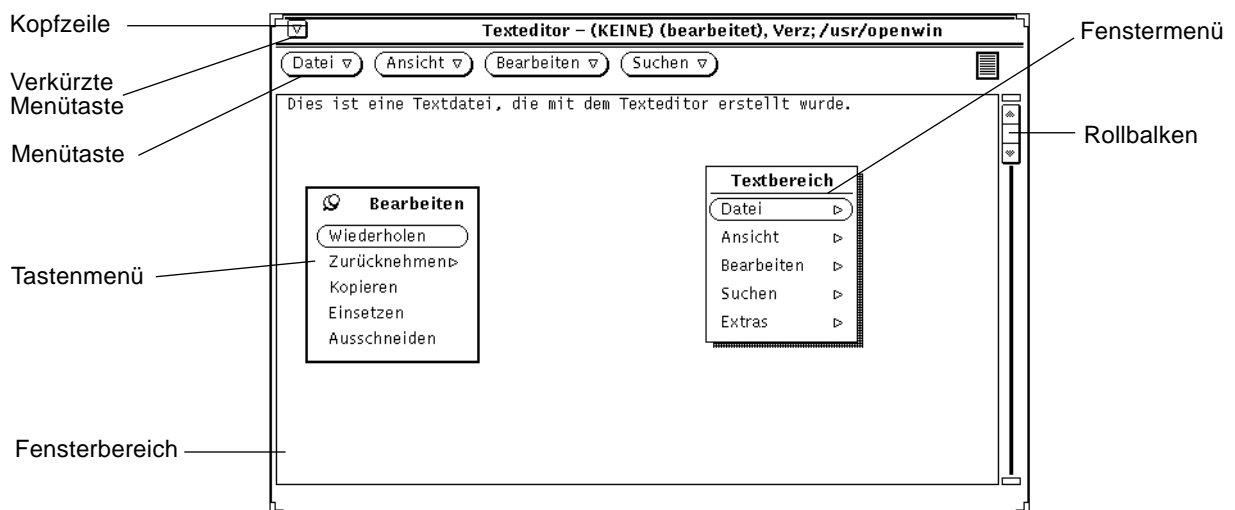 Kopfzeile
Texteditor – (KEINE) (bearbeitet), Verz; /usr/openwin
Fenstermenü
Datei
Ansicht
Bearbeiten
Suchen
Verkürzte
Menütaste
Dies ist eine Textdatei, die mit dem Texteditor erstellt wurde.
Rollbalken
Menütaste
Textbereich
Datei
Ansicht
Bearbeiten
Suchen
Extras
Bearbeiten
Wiederholen
Zurücknehmen
Kopieren
Einsetzen
Ausschneiden
Tastenmenü
Fensterbereich